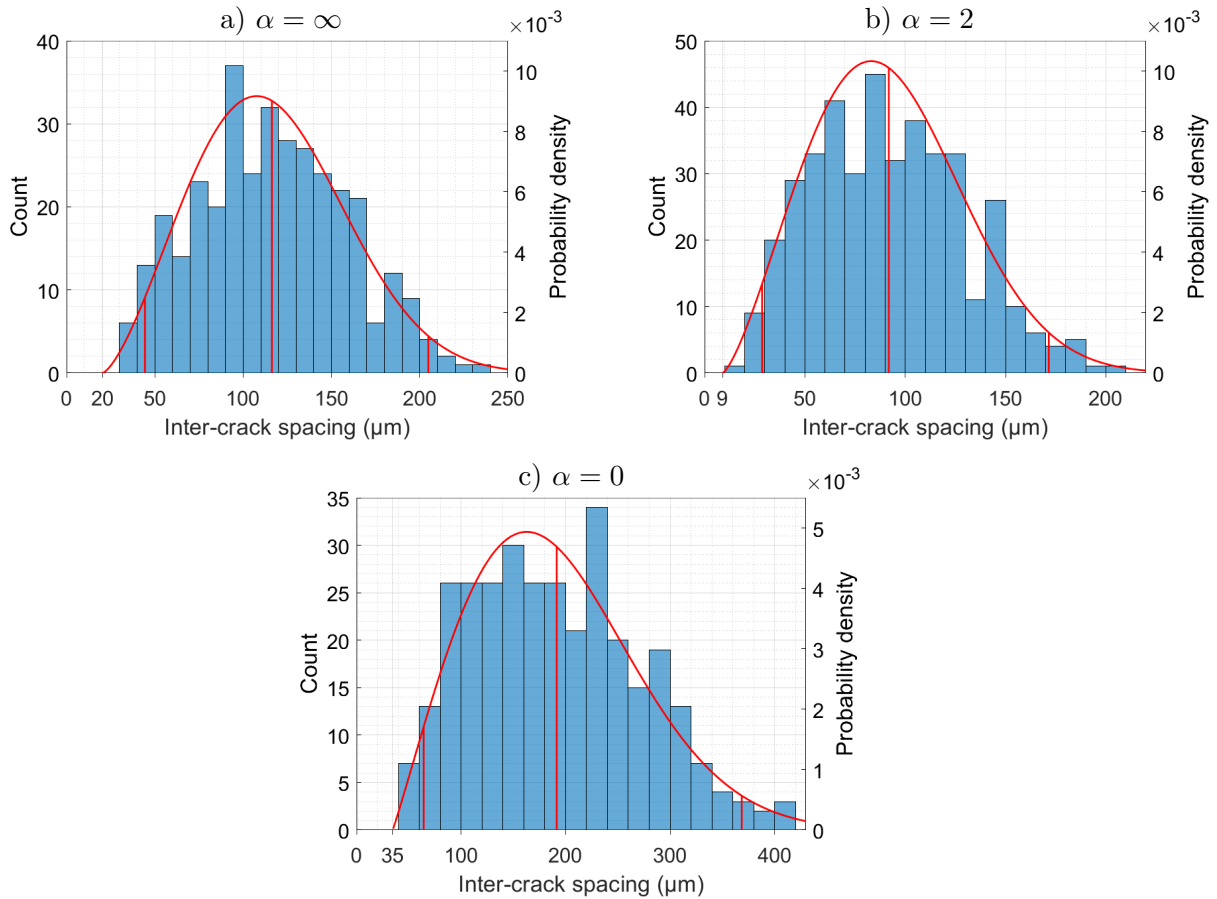 a) α = ∞
×10⁻³
40
30
20
10
0
Count
10
8
6
4
2
0
Probability density
0 20 50 100 150 200 250
Inter-crack spacing (μm)
b) α = 2
×10⁻³
50
40
30
20
10
0
Count
10
8
6
4
2
0
Probability density
0 9 50 100 150 200
Inter-crack spacing (μm)
c) α = 0
×10⁻³
35
30
25
20
15
10
5
0
Count
5
4
3
2
1
0
Probability density
0 35 100 200 300 400
Inter-crack spacing (μm)